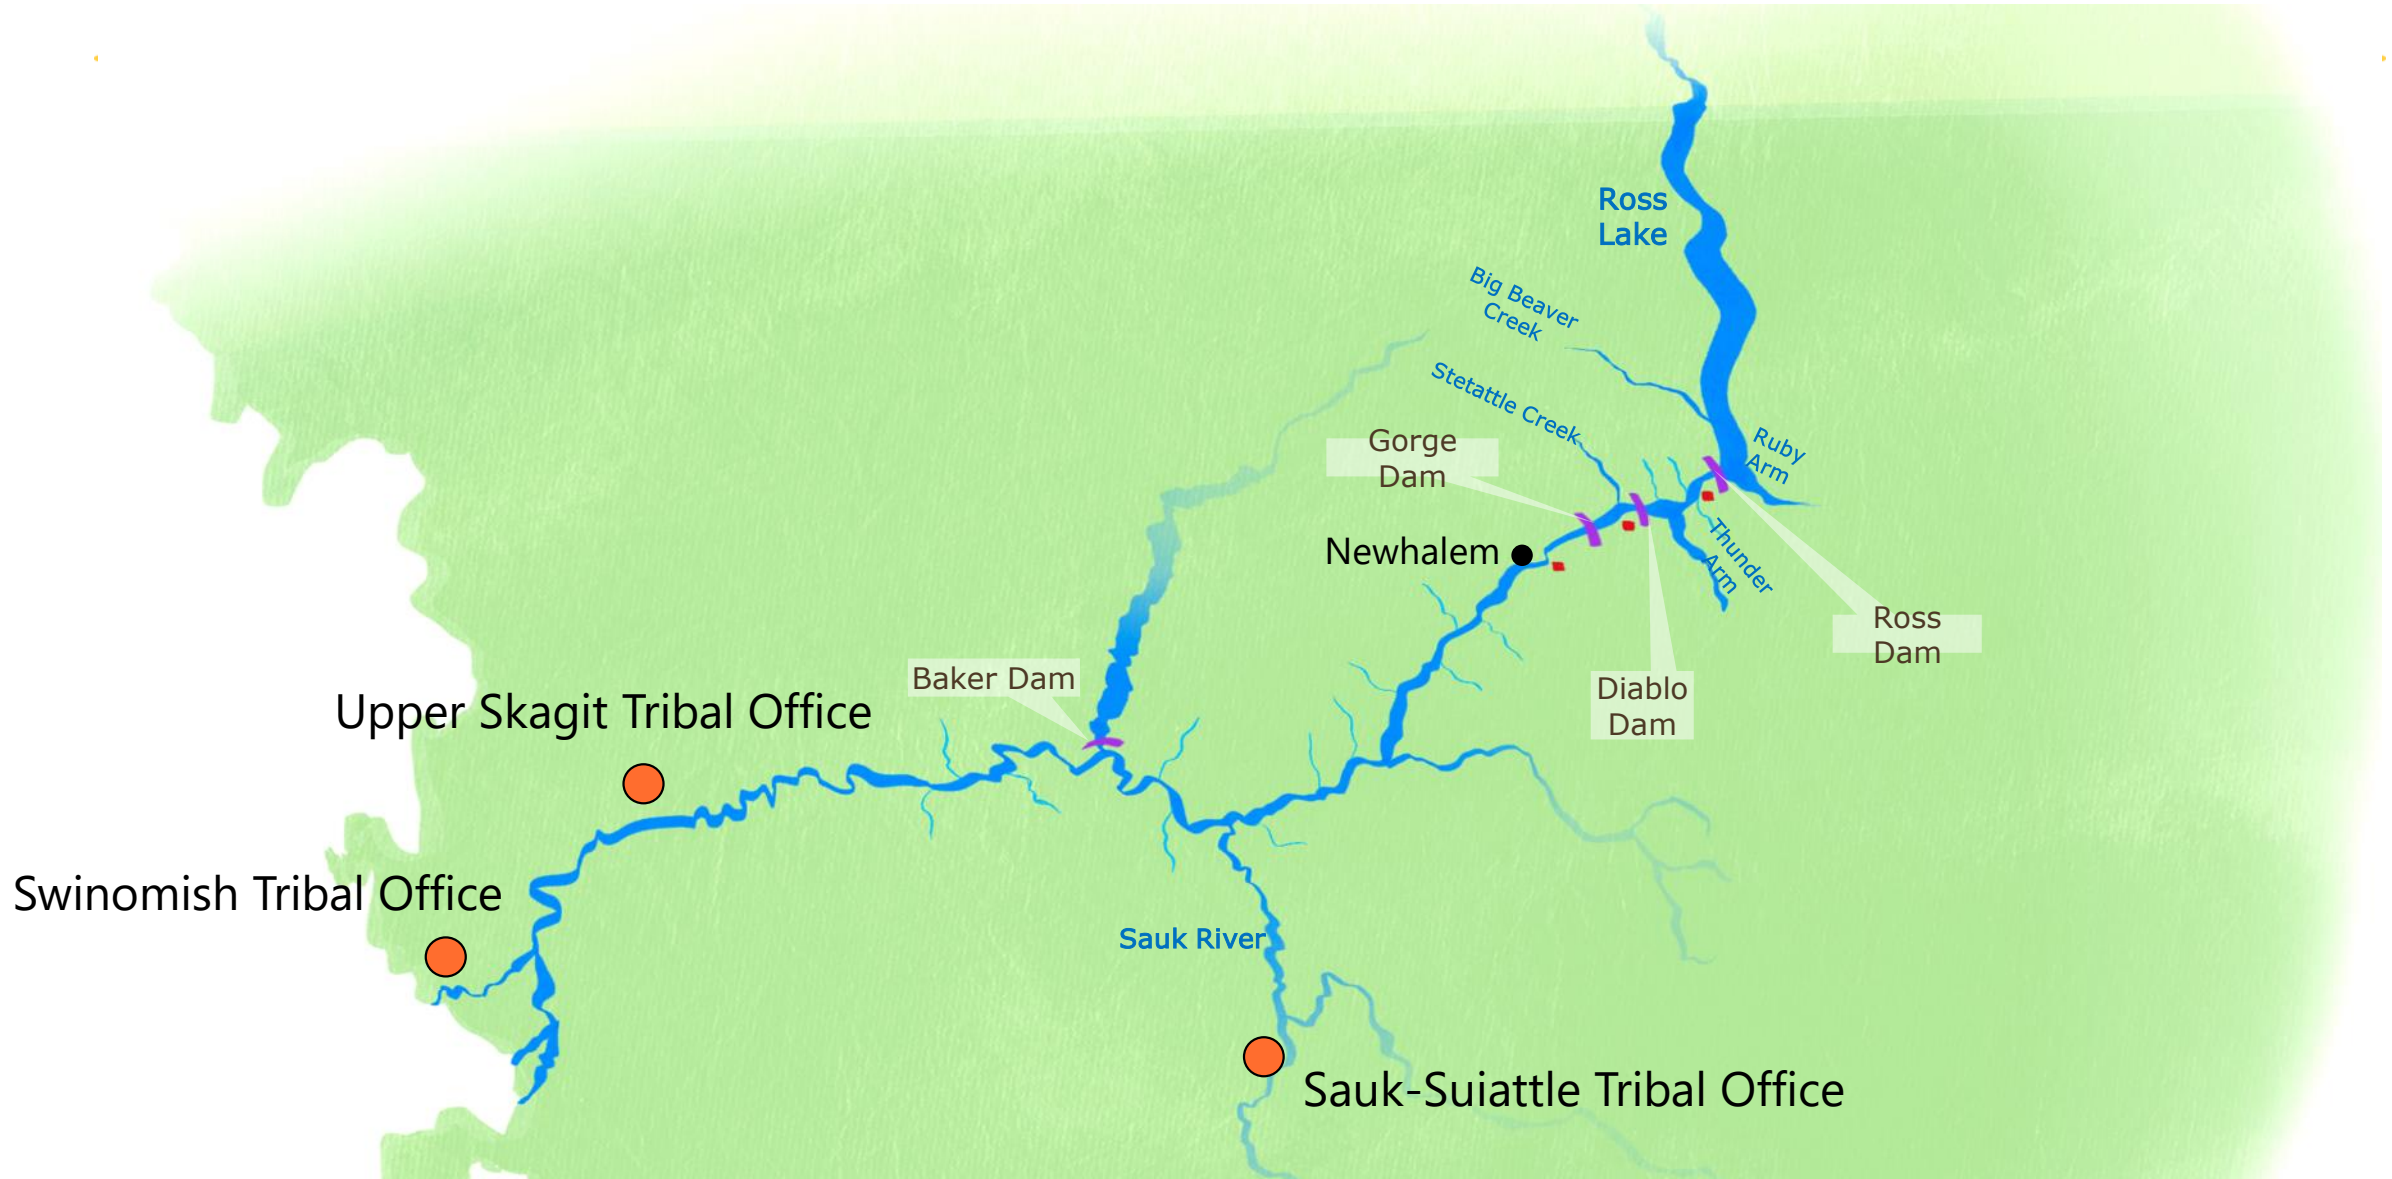 Ross
Lake
Big Beaver
Creek
Stetattle Creek
Gorge
Dam
Ruby
Arm
Newhalem
Thunder
Arm
Ross
Dam
Baker Dam
Diablo
Dam
Upper Skagit Tribal Office
Swinomish Tribal Office
Sauk River
Sauk-Suiattle Tribal Office